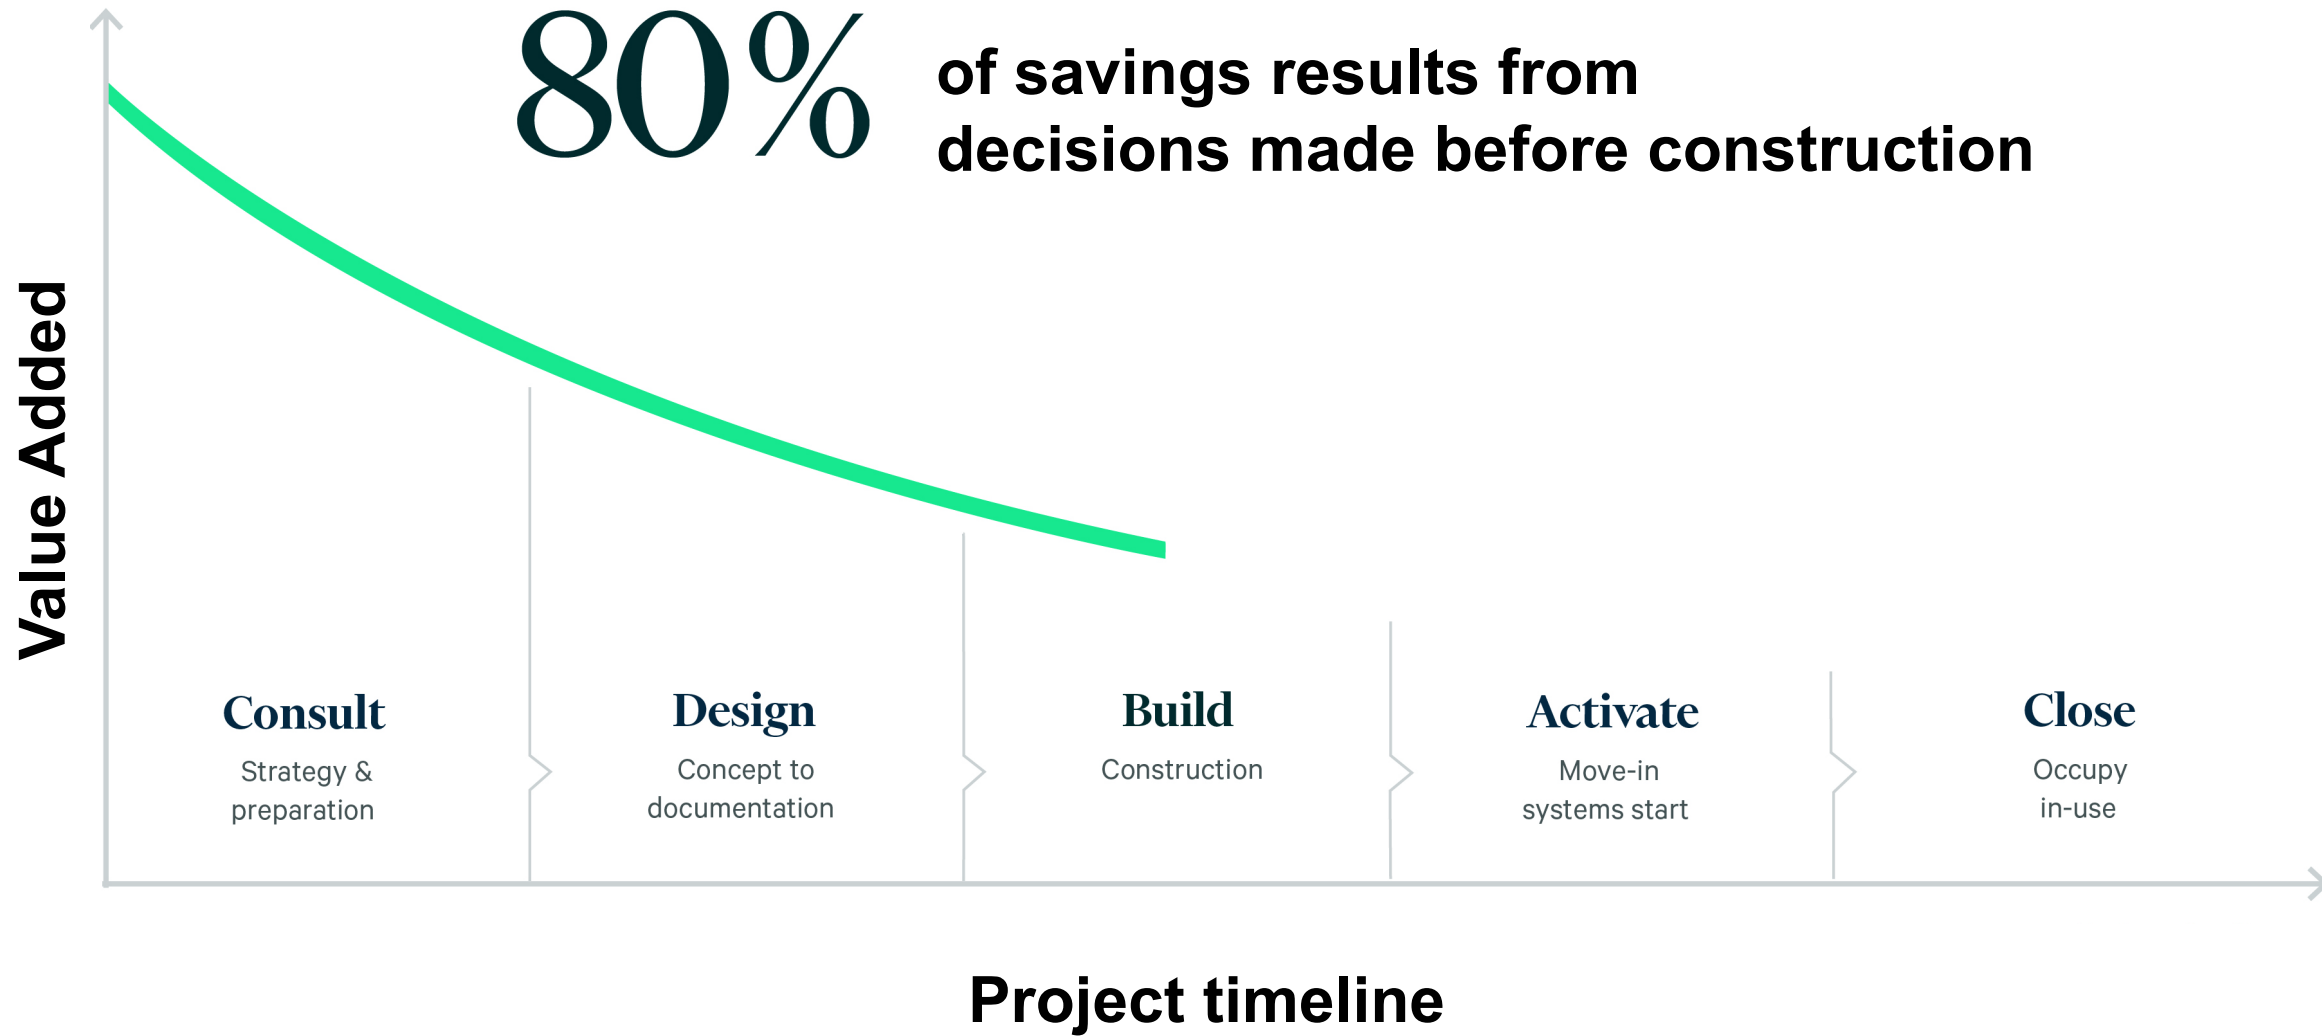 80%
of savings results from
decisions made before construction
Value Added
Consult
Strategy &
preparation
Design
Concept to
documentation
Build
Construction
Activate
Move-in
systems start
Close
Occupy
in-use
Project timeline